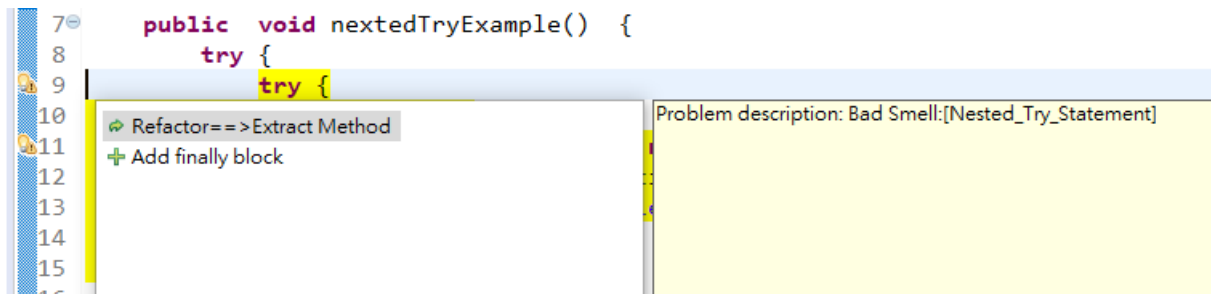 7 public void nextedTryExample() {
8 try {
9 try {
10
11
12
13
14
15
Refactor==>Extract Method
Add finally block
Problem description: Bad Smell:[Nested_Try_Statement]